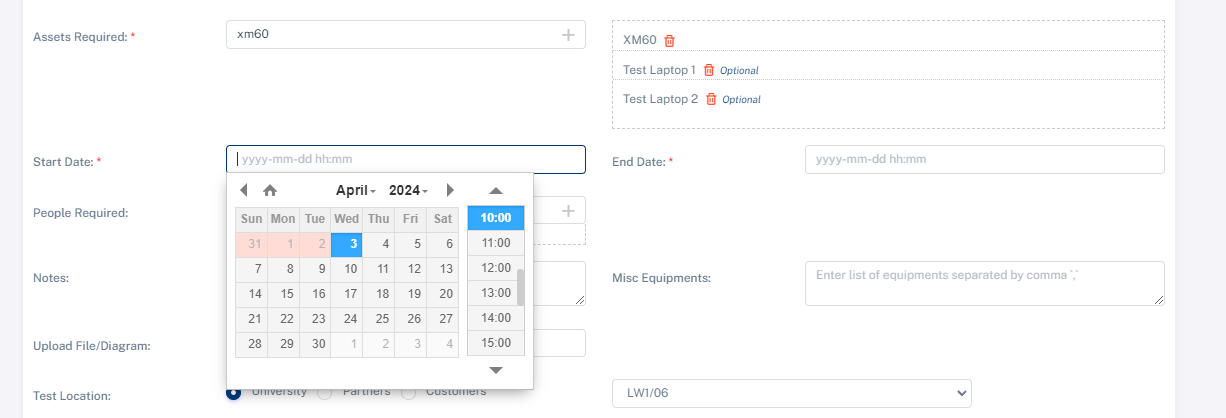 Assets Required: *
xm60
XM60
Test Laptop 1 Optional
Test Laptop 2 Optional
Start Date: *
yyyy-mm-dd hh:mm
End Date: *
yyyy-mm-dd hh:mm
April 2024
People Required:
Sun Mon Tue Wed Thu Fri Sat
31 1 2 3 4 5 6
7 8 9 10 11 12 13
14 15 16 17 18 19 20
21 22 23 24 25 26 27
28 29 30 1 2 3 4
10:00
11:00
12:00
13:00
14:00
15:00
Notes:
Misc Equipments:
Enter list of equipments separated by comma ','
Upload File/Diagram:
Test Location:
University Partners Customers
LW1/06